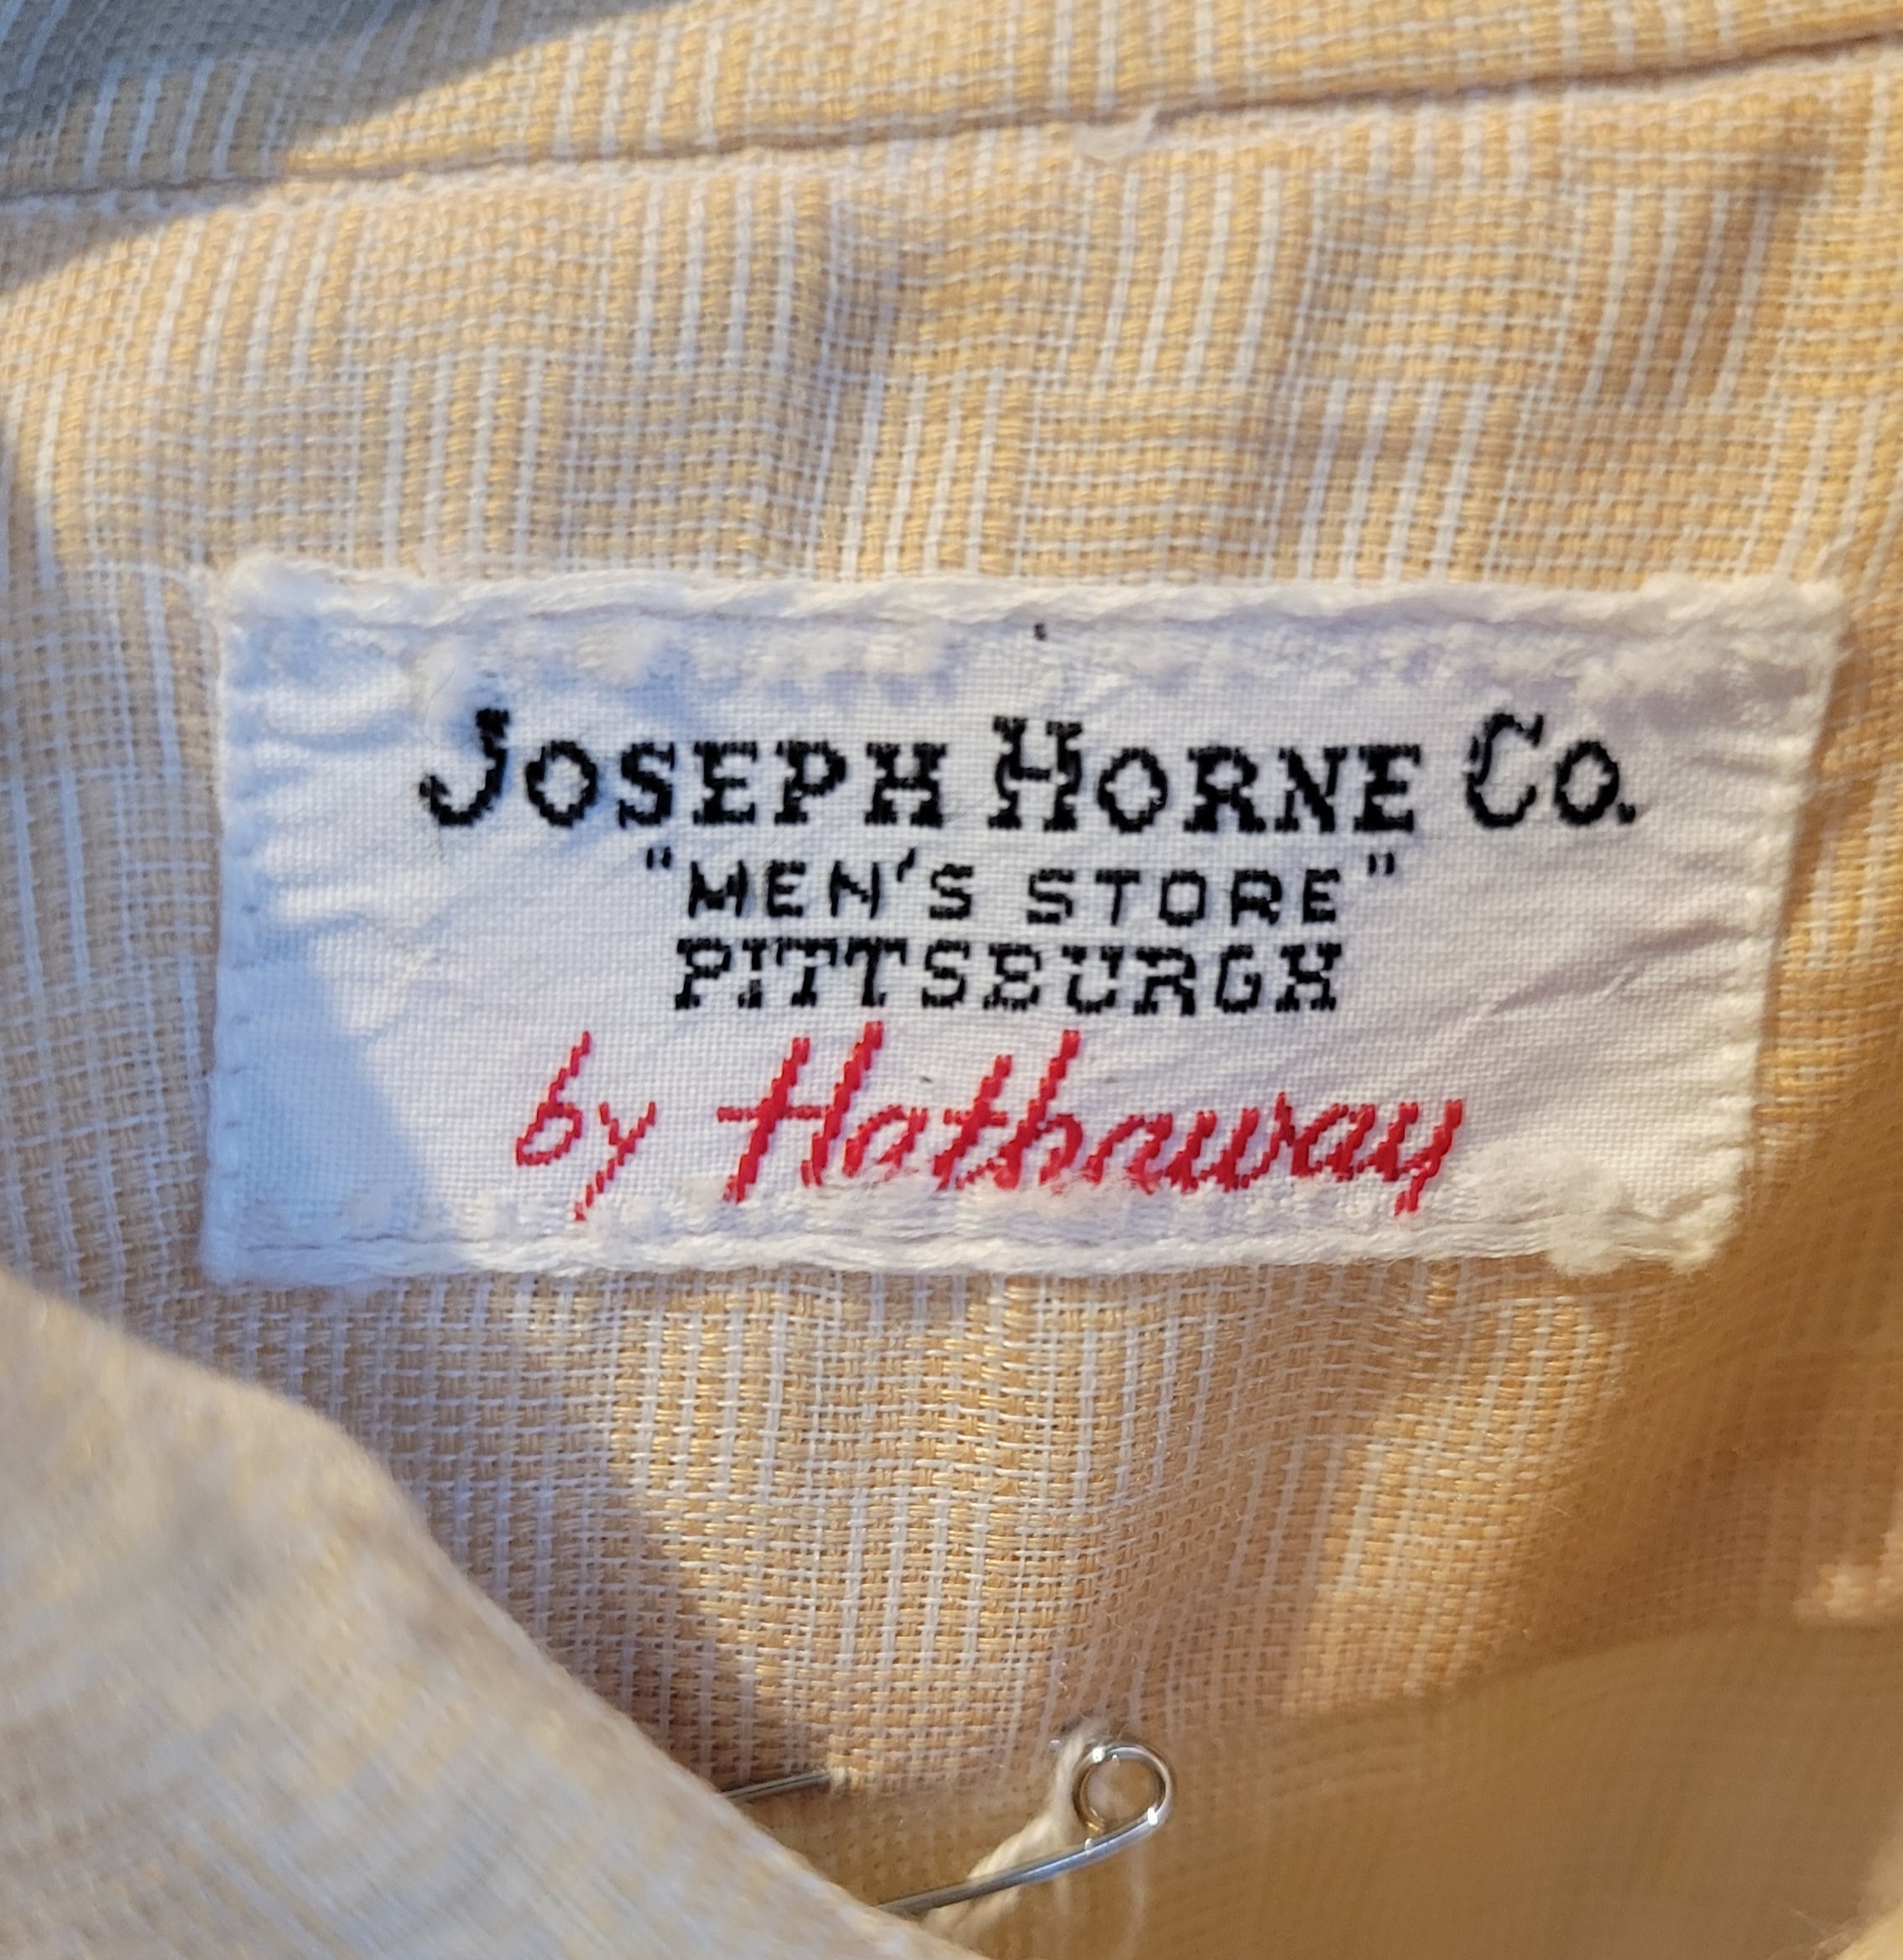 JOSEPH HORNE CO.
"MEN'S STORE"
PITTSBURGH
by Hathaway